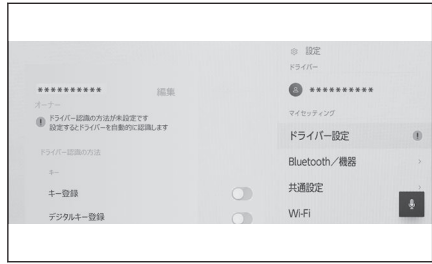 **********
編集
オーナー
ドライバー認識の方法が未設定です
設定するとドライバーを自動的に認識します
ドライバー認識の方法
キー
キー登録
デジタルキー登録
設定
ドライバー
**********
マイセッティング
ドライバー設定
Bluetooth／機器
共通設定
Wi-Fi